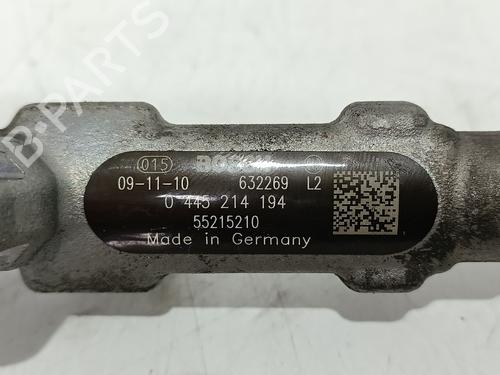 B-PARTS
015 BOSCH
09-11-10 632269 L2
0 445 214 194
55215210
Made in Germany